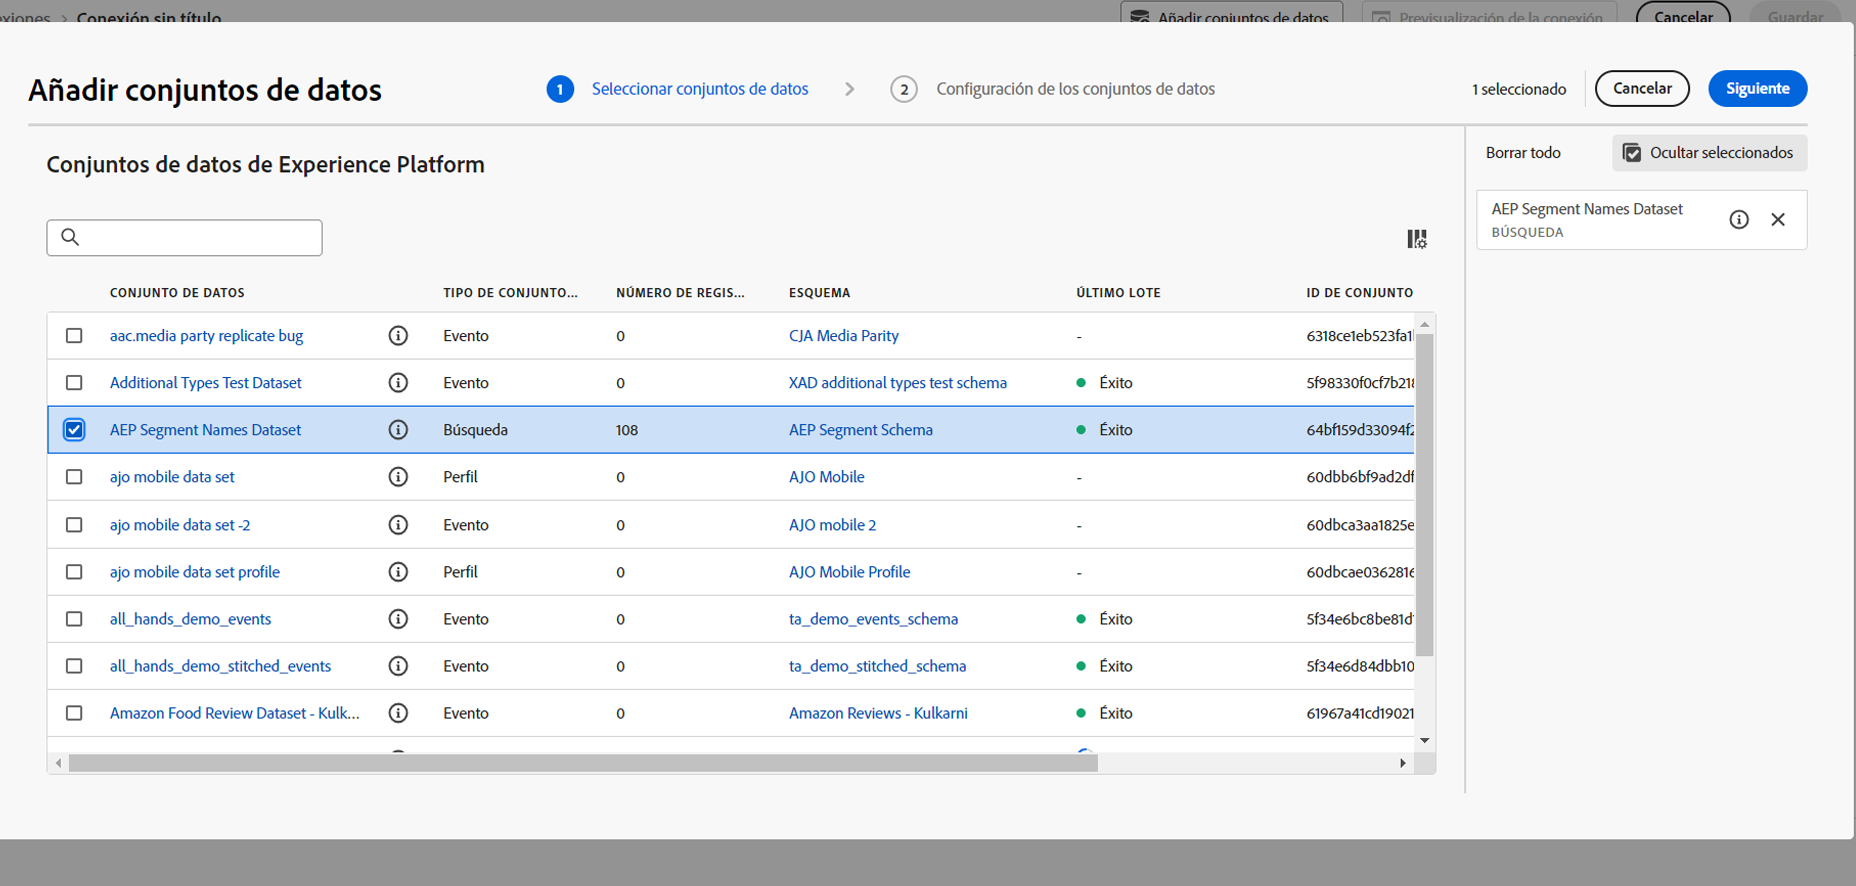 exiones > Conexión sin título
Añadir conjuntos de datos
Previsualización de la conexión
Cancelar
Guardar
Añadir conjuntos de datos
1 Seleccionar conjuntos de datos
2 Configuración de los conjuntos de datos
1 seleccionado
Cancelar
Siguiente
Conjuntos de datos de Experience Platform
Borrar todo
Ocultar seleccionados
AEP Segment Names Dataset
BÚSQUEDA
CONJUNTO DE DATOS TIPO DE CONJUNTO... NÚMERO DE REGIS... ESQUEMA ÚLTIMO LOTE ID DE CONJUNTO
aac.media party replicate bug Evento 0 CJA Media Parity - 6318ce1eb523fa1
Additional Types Test Dataset Evento 0 XAD additional types test schema Éxito 5f98330f0cf7b218
AEP Segment Names Dataset Búsqueda 108 AEP Segment Schema Éxito 64bf159d33094f2
ajo mobile data set Perfil 0 AJO Mobile - 60dbb6bf9ad2df
ajo mobile data set -2 Evento 0 AJO mobile 2 - 60dbca3aa1825e
ajo mobile data set profile Perfil 0 AJO Mobile Profile - 60dbcae0362816
all_hands_demo_events Evento 0 ta_demo_events_schema Éxito 5f34e6bc8be81d
all_hands_demo_stitched_events Evento 0 ta_demo_stitched_schema Éxito 5f34e6d84dbb10
Amazon Food Review Dataset - Kulk... Evento 0 Amazon Reviews - Kulkarni Éxito 61967a41cd19021